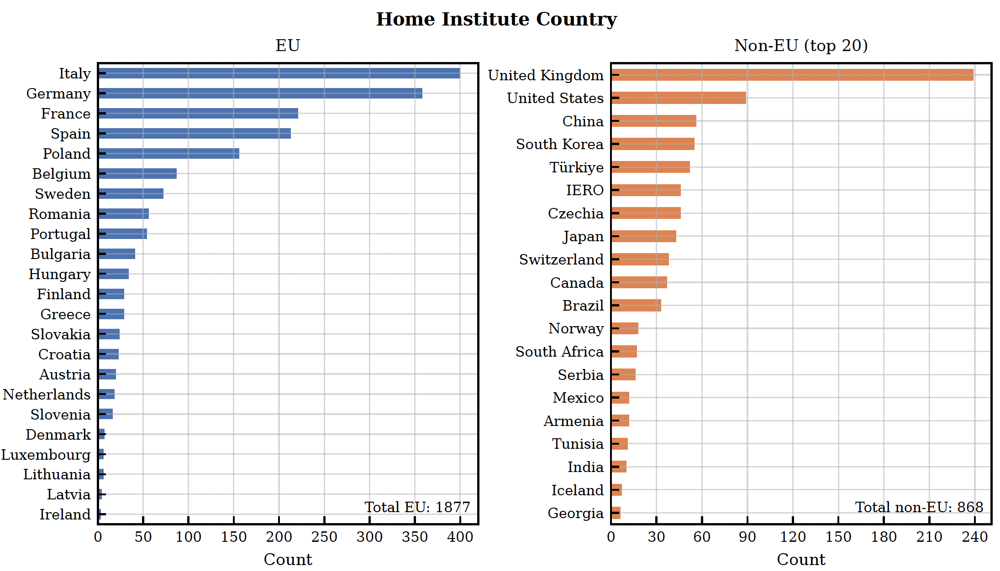 Home Institute Country
EU
Italy
Germany
France
Spain
Poland
Belgium
Sweden
Romania
Portugal
Bulgaria
Hungary
Finland
Greece
Slovakia
Croatia
Austria
Netherlands
Slovenia
Denmark
Luxembourg
Lithuania
Latvia
Ireland
Total EU: 1877
0 50 100 150 200 250 300 350 400
Count
Non-EU (top 20)
United Kingdom
United States
China
South Korea
Türkiye
IERO
Czechia
Japan
Switzerland
Canada
Brazil
Norway
South Africa
Serbia
Mexico
Armenia
Tunisia
India
Iceland
Georgia
Total non-EU: 868
0 30 60 90 120 150 180 210 240
Count